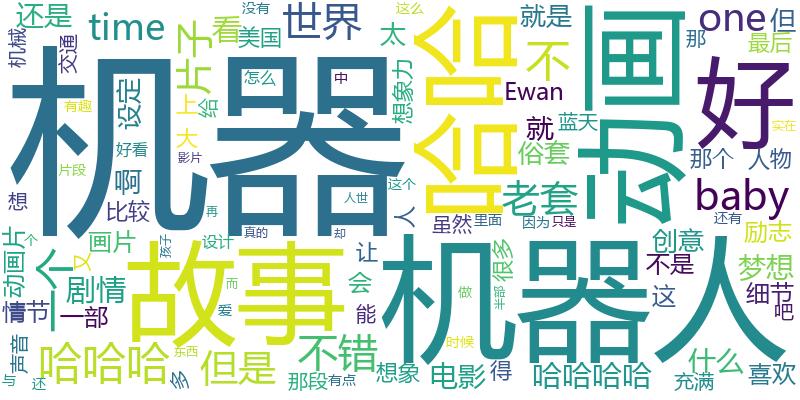 还是
time
片子
看
世界
美国
没有
太
这么
就是
one
但
机械
交通
有趣
设定
上
给
怎么
中
想象力
哈哈
不
Ewan
动画
好
那
最后
实在
机器
片段
好看
影片
大
啊
就
蓝天
俗套
那个
人物
想
比较
人世
这个
人
老套
baby
再
真的
虽然
里面
因为
只是
还有
励志
动画片
个
画片
又
孩子
设计
却
让
很多
创意
不是
梦想
一个
剧情
故事
而
会
机器人
做
半部
这
细节
情节
一部
爱
能
吧
声音
哈哈哈
东西
但是
不错
时候
什么
与
还
多
那段
有点
想象
电影
得
哈哈哈哈
充满
喜欢